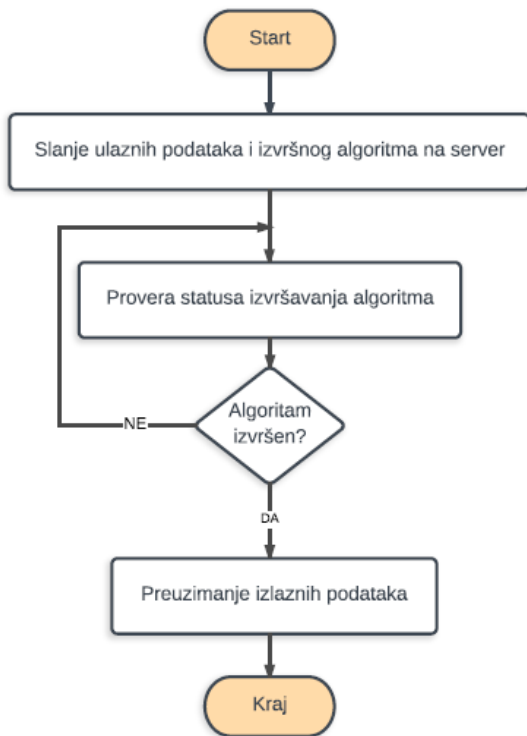 Start
Slanje ulaznih podataka i izvršnog algoritma na server
Provera statusa izvršavanja algoritma
Algoritam
izvršen?
NE
DA
Preuzimanje izlaznih podataka
Kraj